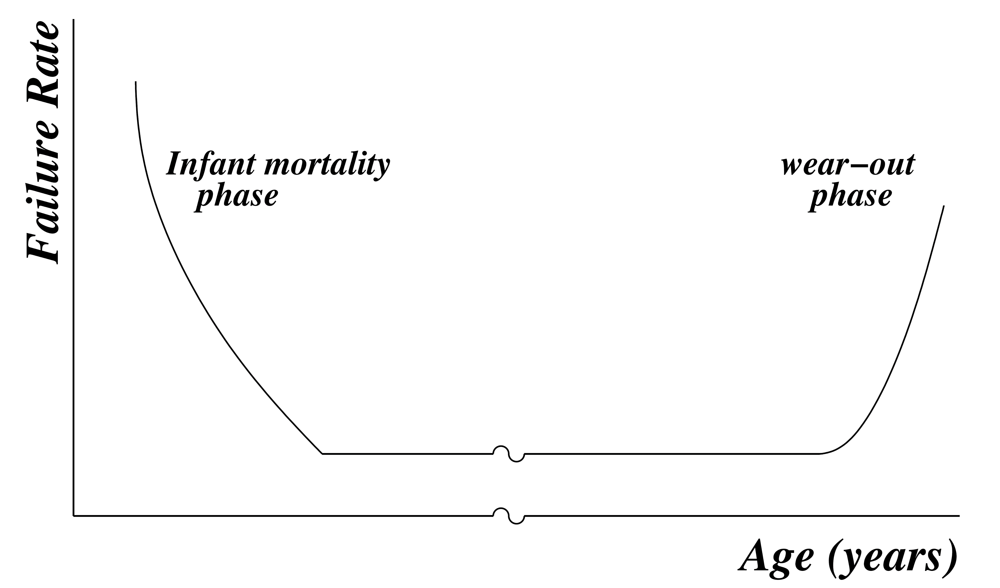 Failure Rate
Infant mortality
phase
wear–out
phase
Age (years)